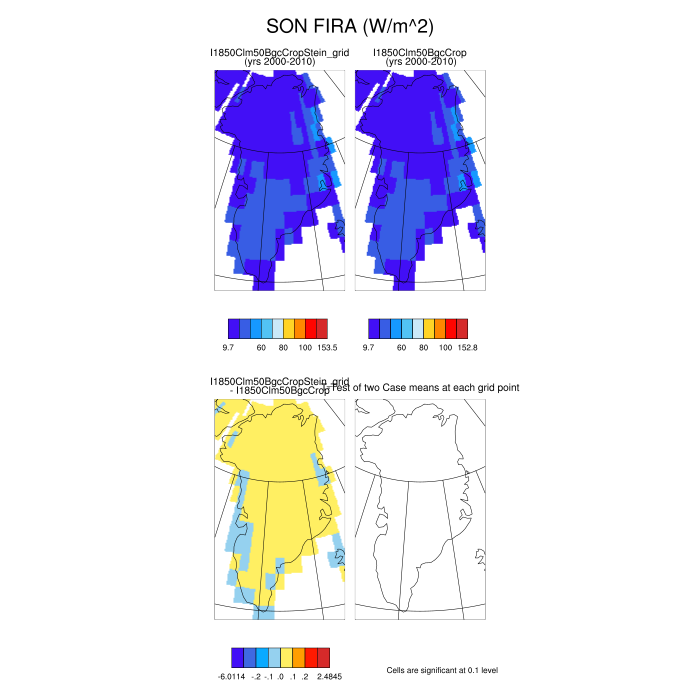 SON FIRA (W/m^2)
I1850Clm50BgcCropStein_grid
(yrs 2000-2010)
I1850Clm50BgcCrop
(yrs 2000-2010)
9.7 60 80 100 153.5
9.7 60 80 100 152.8
I1850Clm50BgcCropStein_grid
- I1850Clm50BgcCrop
T-Test of two Case means at each grid point
-6.0114 -.2 -.1 .0 .1 .2 2.4845
Cells are significant at 0.1 level